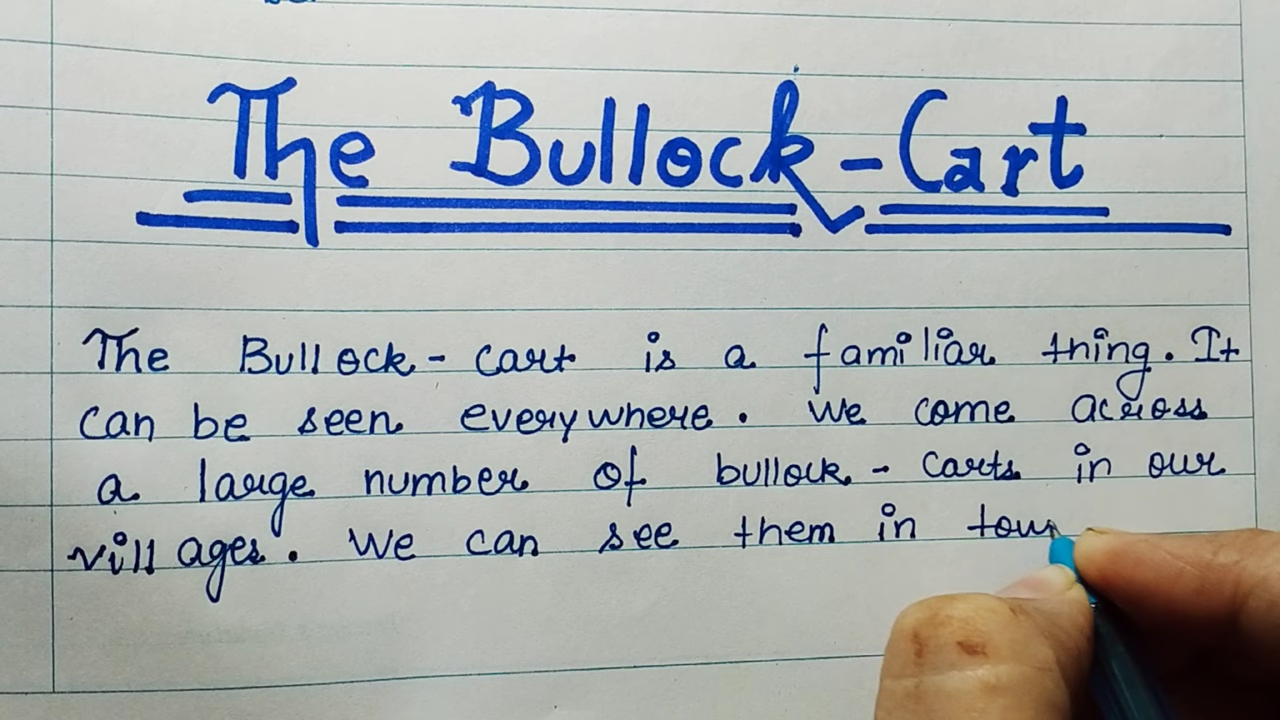 The Bullock-Cart
The Bullock-cart is a familiar thing. It
can be seen everywhere. We come across
a large number of bullock-carts in our
villages. We can see them in